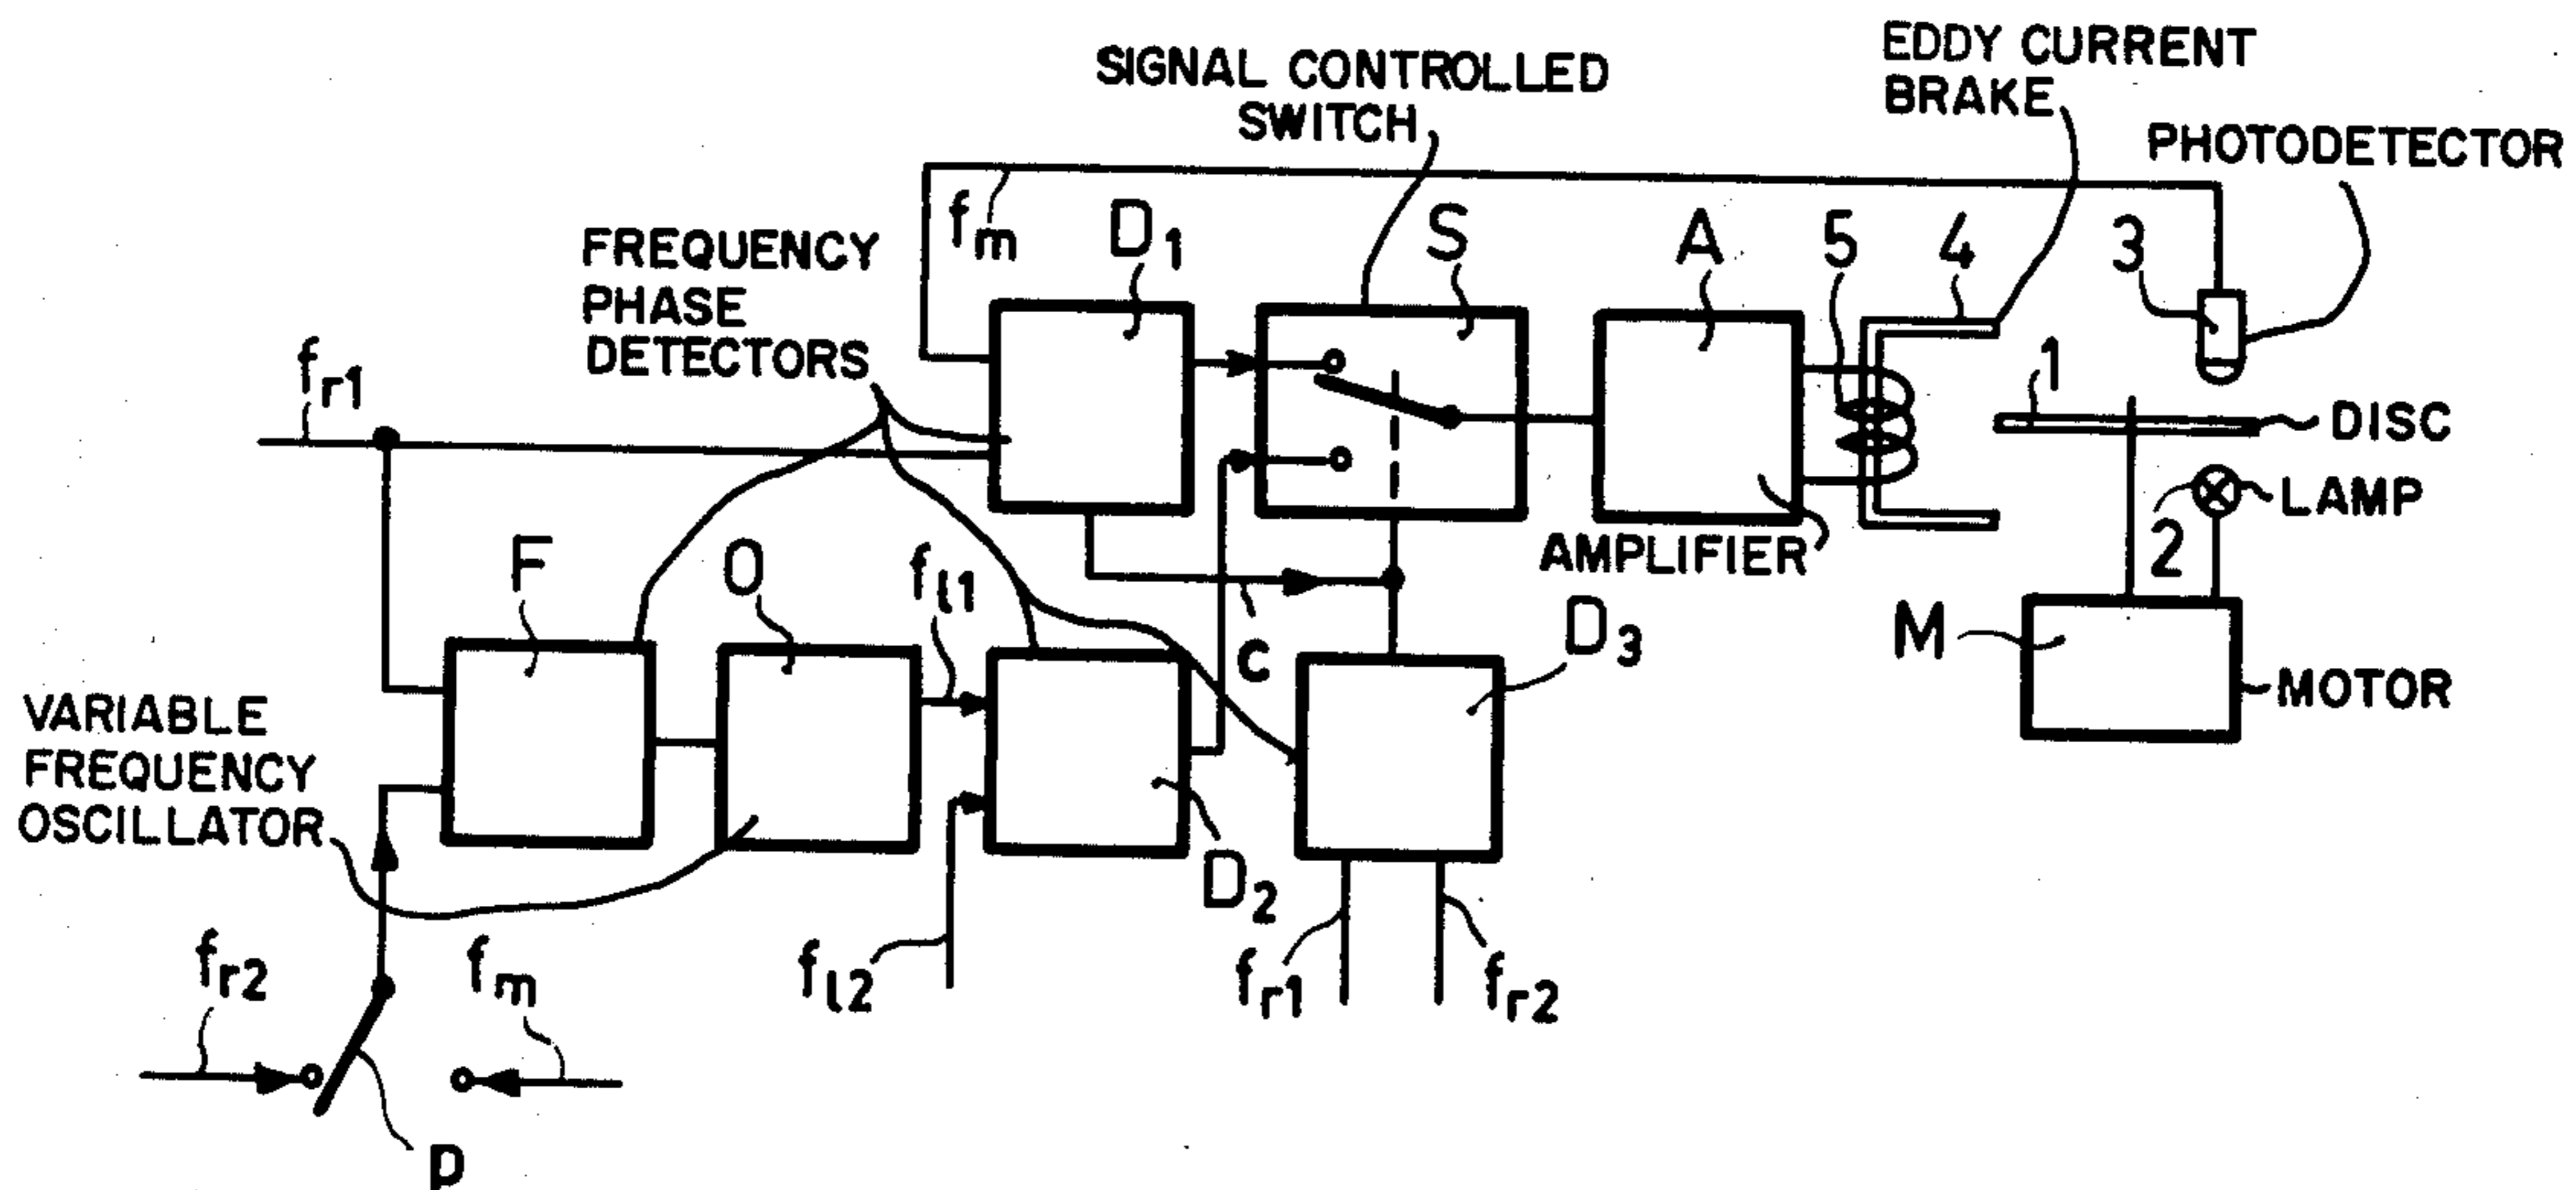 SIGNAL CONTROLLED
SWITCH
EDDY CURRENT
BRAKE
PHOTODETECTOR
FREQUENCY
PHASE
DETECTORS
fm
D1
S
A
5
4
3
fr1
1
DISC
LAMP
2
AMPLIFIER
F
O
fl1
c
D3
M
MOTOR
VARIABLE
FREQUENCY
OSCILLATOR
D2
fr2
fm
fl2
fr1
fr2
p